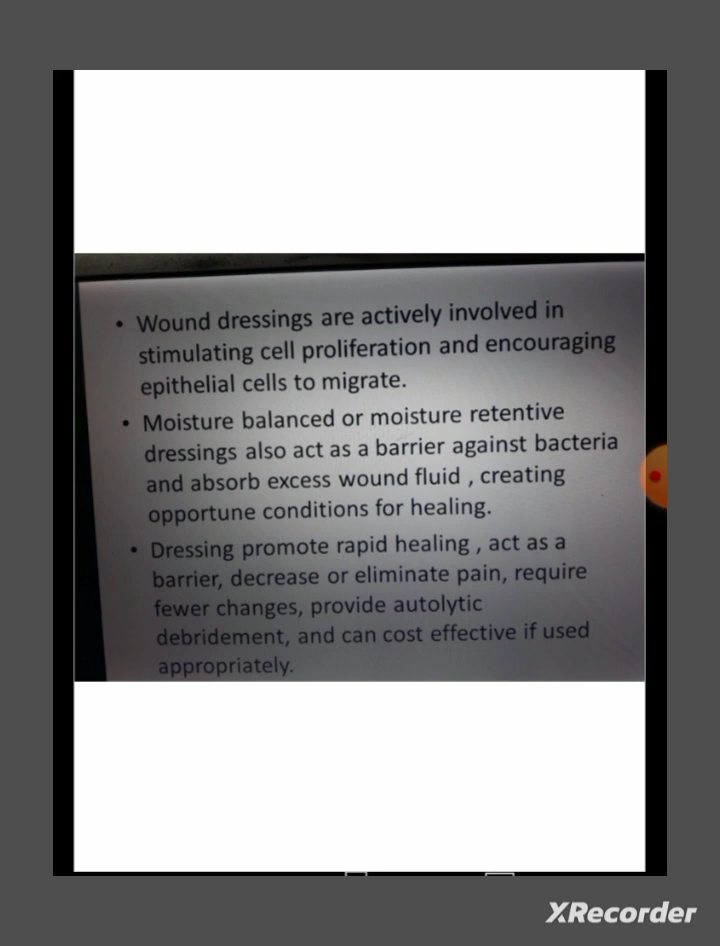 • Wound dressings are actively involved in
stimulating cell proliferation and encouraging
epithelial cells to migrate.
• Moisture balanced or moisture retentive
dressings also act as a barrier against bacteria
and absorb excess wound fluid , creating
opportune conditions for healing.
• Dressing promote rapid healing , act as a
barrier, decrease or eliminate pain, require
fewer changes, provide autolytic
debridement, and can cost effective if used
appropriately.
XRecorder